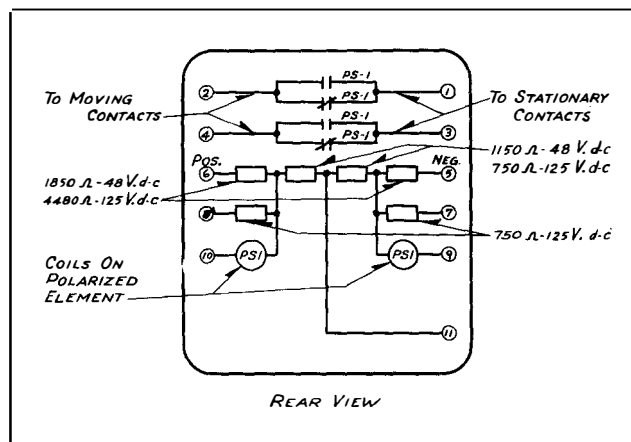 PS-1
② ①
PS-1
TO MOVING CONTACTS
TO STATIONARY CONTACTS
PS-1
④ ③
PS-1
1150 Ω-48 V.d-c
750 Ω-125 V.d-c
POS. NEG.
⑥ ⑤
1850 Ω-48 V.d-c
4480 Ω-125 V.d-c
⑧ ⑦
750 Ω-125 V.d-c
⑩ PS1 PS1 ⑨
COILS ON
POLARIZED
ELEMENT
⑪
REAR VIEW